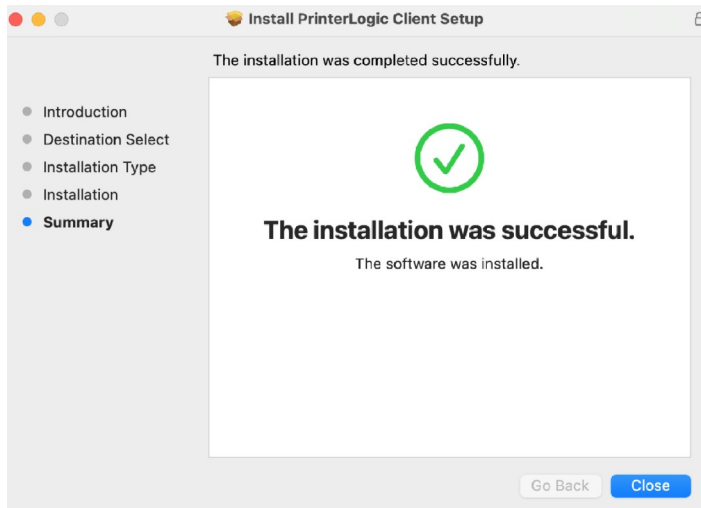 Install PrinterLogic Client Setup
The installation was completed successfully.
Introduction
Destination Select
Installation Type
Installation
Summary
The installation was successful.
The software was installed.
Go Back
Close